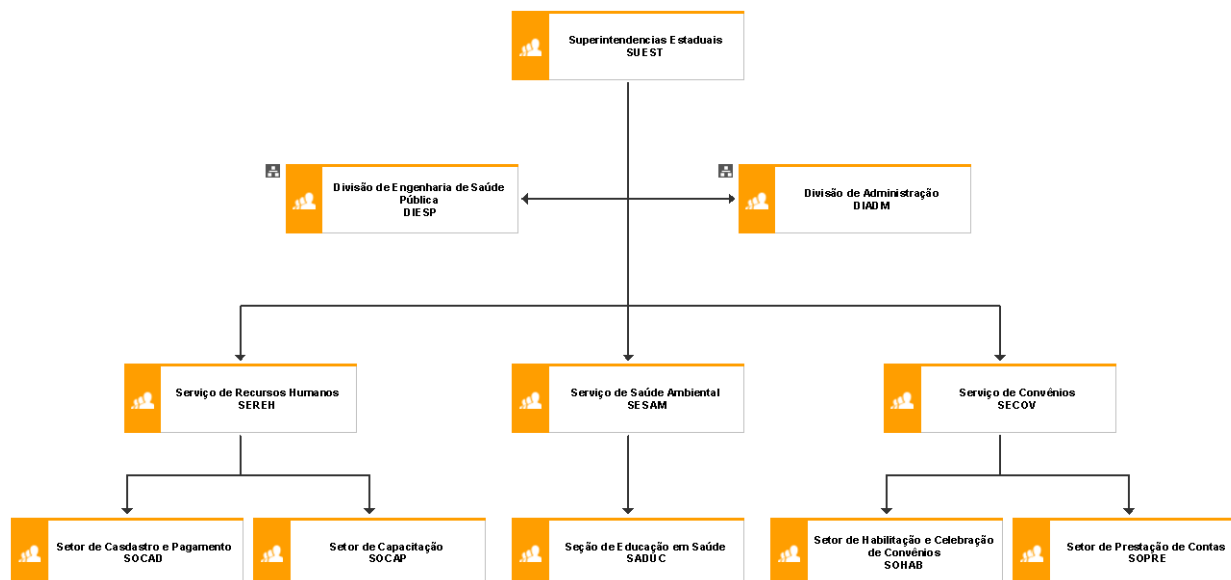 Superintendencias Estaduais
SUEST
Divisão de Engenharia de Saúde
Pública
DIESP
Divisão de Administração
DIADM
Serviço de Recursos Humanos
SEREH
Serviço de Saúde Ambiental
SESAM
Serviço de Convênios
SECOV
Setor de Casdastro e Pagamento
SOCAD
Setor de Capacitação
SOCAP
Seção de Educação em Saúde
SADUC
Setor de Habilitação e Celebração
de Convênios
SOHAB
Setor de Prestação de Contas
SOPRE